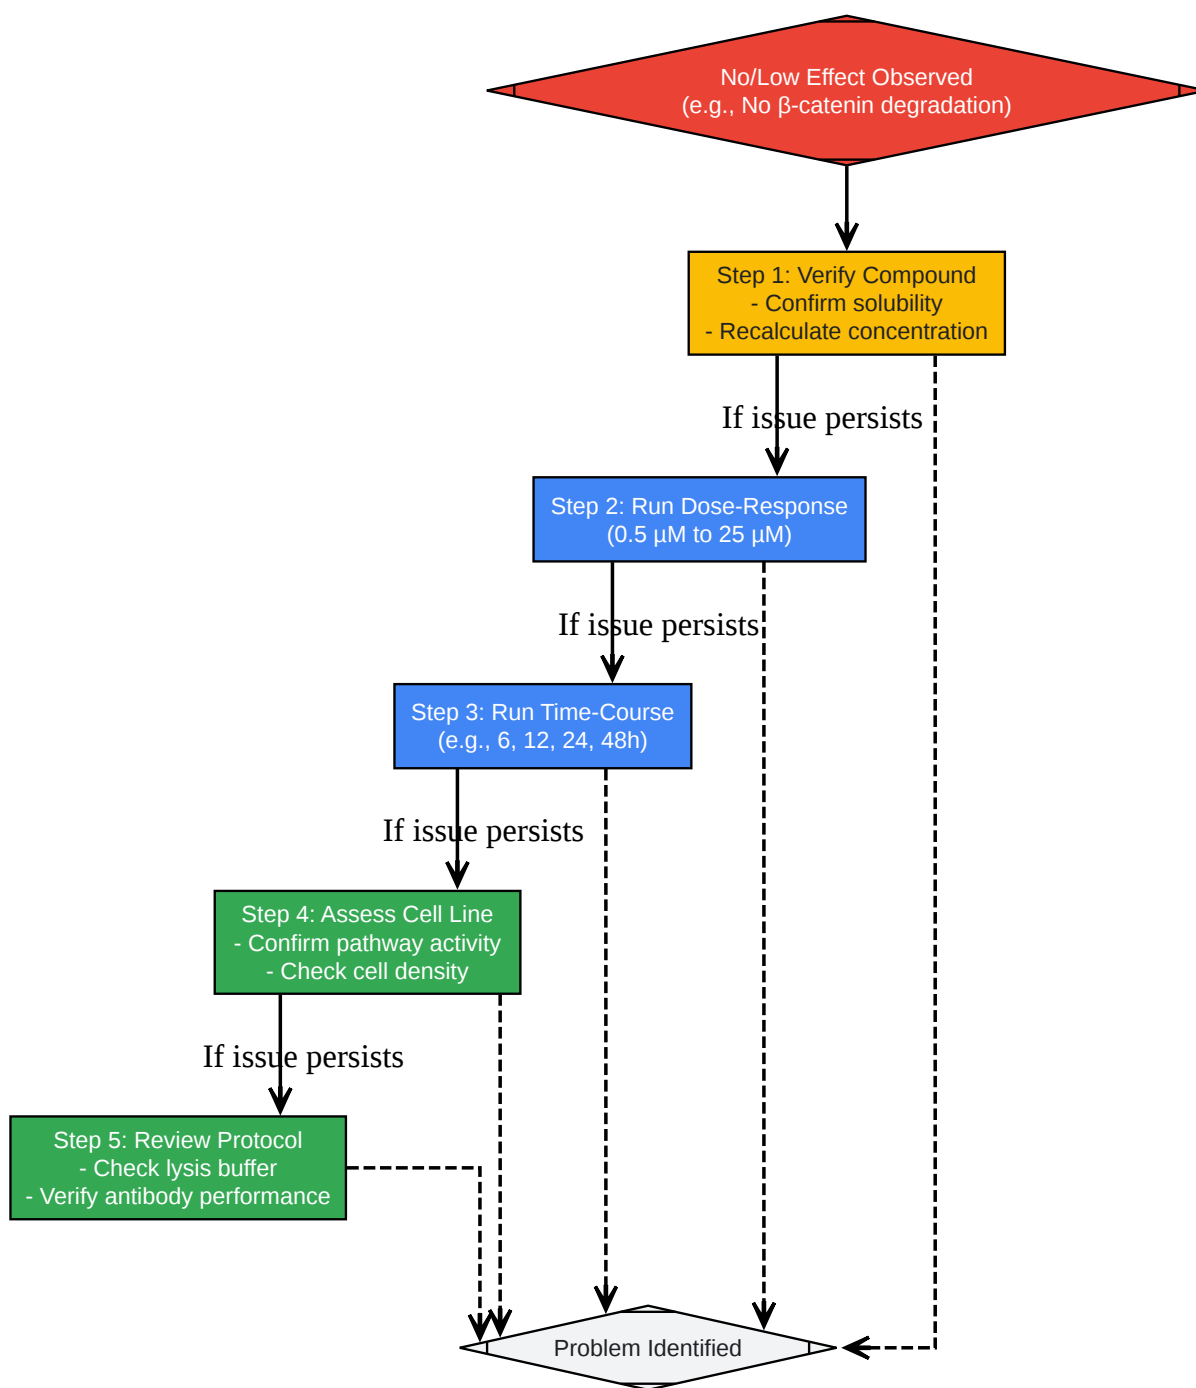 No/Low Effect Observed
(e.g., No β-catenin degradation)
Step 1: Verify Compound
- Confirm solubility
- Recalculate concentration
If issue persists
Step 2: Run Dose-Response
(0.5 µM to 25 µM)
If issue persists
Step 3: Run Time-Course
(e.g., 6, 12, 24, 48h)
If issue persists
Step 4: Assess Cell Line
- Confirm pathway activity
- Check cell density
If issue persists
Step 5: Review Protocol
- Check lysis buffer
- Verify antibody performance
Problem Identified